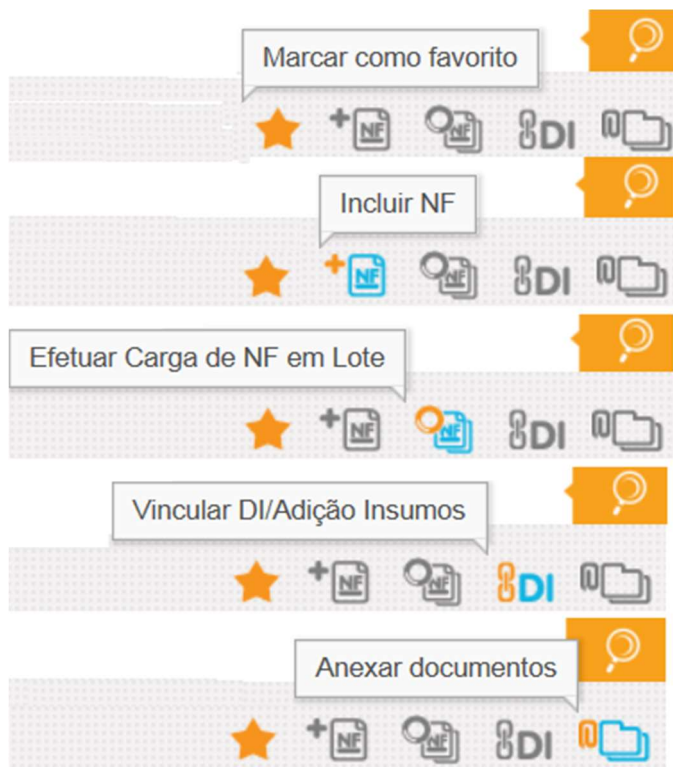 Marcar como favorito
+NF NF DI
Incluir NF
+NF NF DI
Efetuar Carga de NF em Lote
+NF NF DI
Vincular DI/Adição Insumos
+NF NF DI
Anexar documentos
+NF NF DI